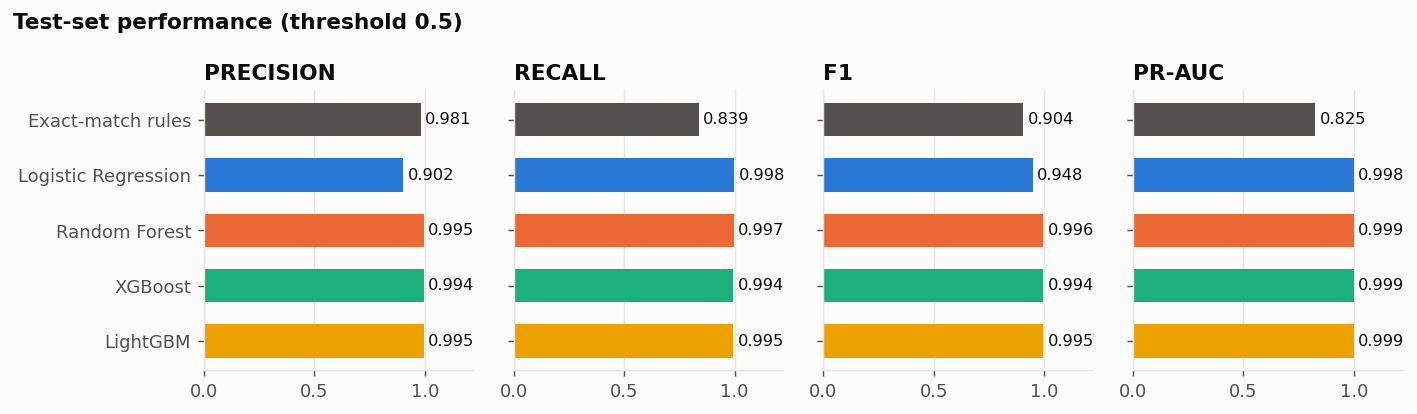 Test-set performance (threshold 0.5)
PRECISION RECALL F1 PR-AUC
Exact-match rules 0.981 0.839 0.904 0.825
Logistic Regression 0.902 0.998 0.948 0.998
Random Forest 0.995 0.997 0.996 0.999
XGBoost 0.994 0.994 0.994 0.999
LightGBM 0.995 0.995 0.995 0.999
0.0 0.5 1.0 0.0 0.5 1.0 0.0 0.5 1.0 0.0 0.5 1.0